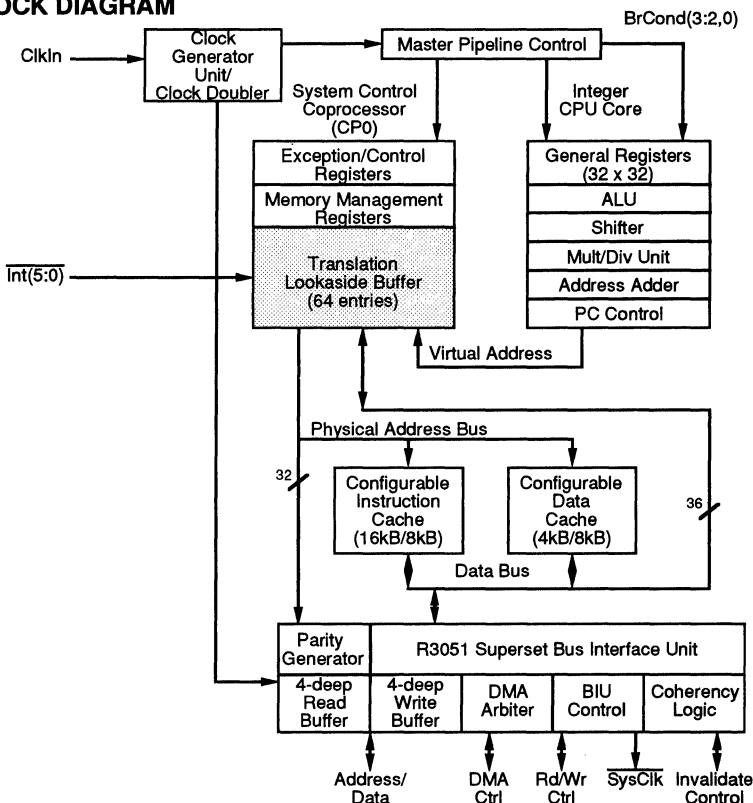 OCK DIAGRAM
BrCond(3:2,0)
ClkIn
Clock
Generator
Unit/
Clock Doubler
Master Pipeline Control
System Control
Coprocessor
(CP0)
Integer
CPU Core
Exception/Control
Registers
Memory Management
Registers
Translation
Lookaside Buffer
(64 entries)
General Registers
(32 x 32)
ALU
Shifter
Mult/Div Unit
Address Adder
PC Control
Int(5:0)
Virtual Address
Physical Address Bus
32
Configurable
Instruction
Cache
(16kB/8kB)
Configurable
Data
Cache
(4kB/8kB)
36
Data Bus
Parity
Generator
R3051 Superset Bus Interface Unit
4-deep
Read
Buffer
4-deep
Write
Buffer
DMA
Arbiter
BIU
Control
Coherency
Logic
Address/
Data
DMA
Ctrl
Rd/Wr
Ctrl
SysClk
Invalidate
Control